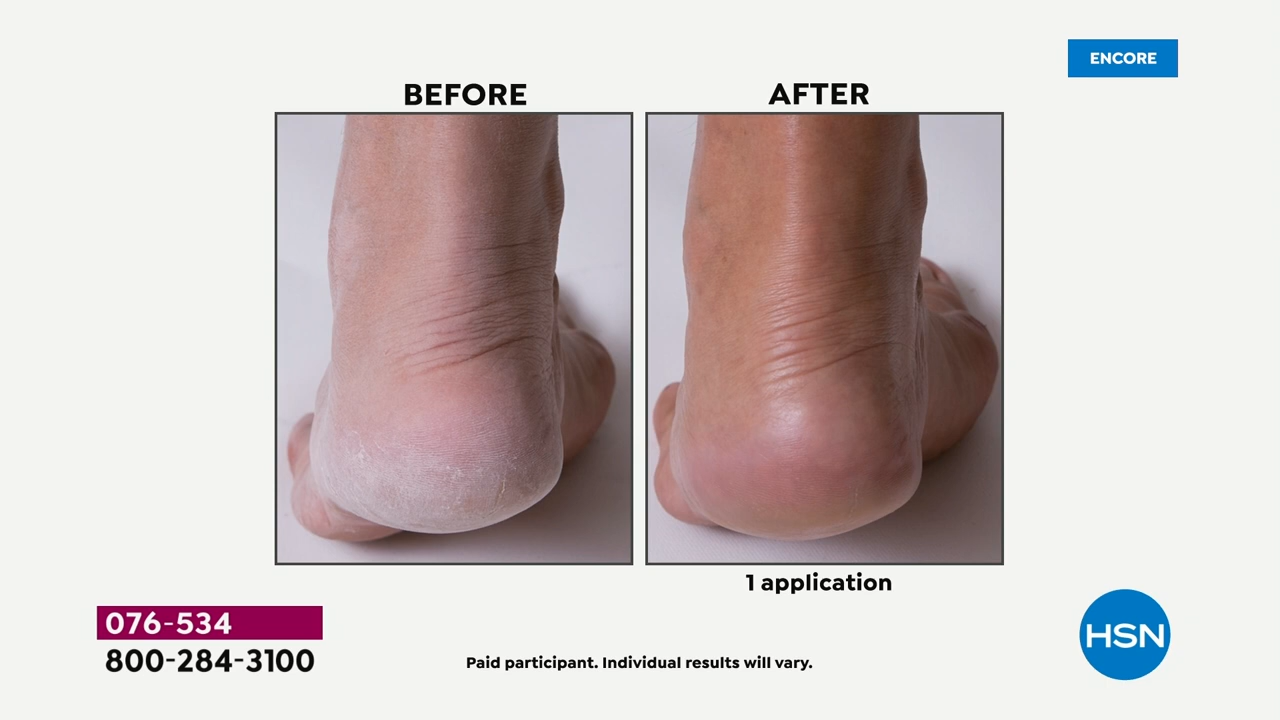 ENCORE
BEFORE
AFTER
1 application
076-534
800-284-3100
Paid participant. Individual results will vary.
HSN